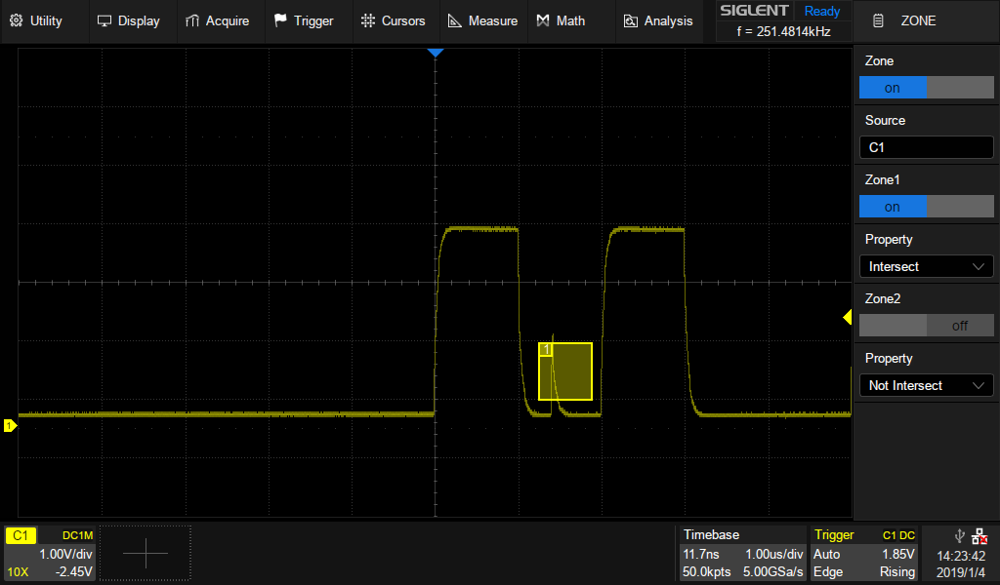 Utility
Display
Acquire
Trigger
Cursors
Measure
Math
Analysis
SIGLENT Ready
f = 251.4814kHz
ZONE
Zone
on
Source
C1
Zone1
on
Property
Intersect
Zone2
off
Property
Not Intersect
1
1
C1 DC1M
1.00V/div
10X -2.45V
Timebase
11.7ns 1.00us/div
50.0kpts 5.00GSa/s
Trigger C1 DC
Auto 1.85V
Edge Rising
14:23:42
2019/1/4